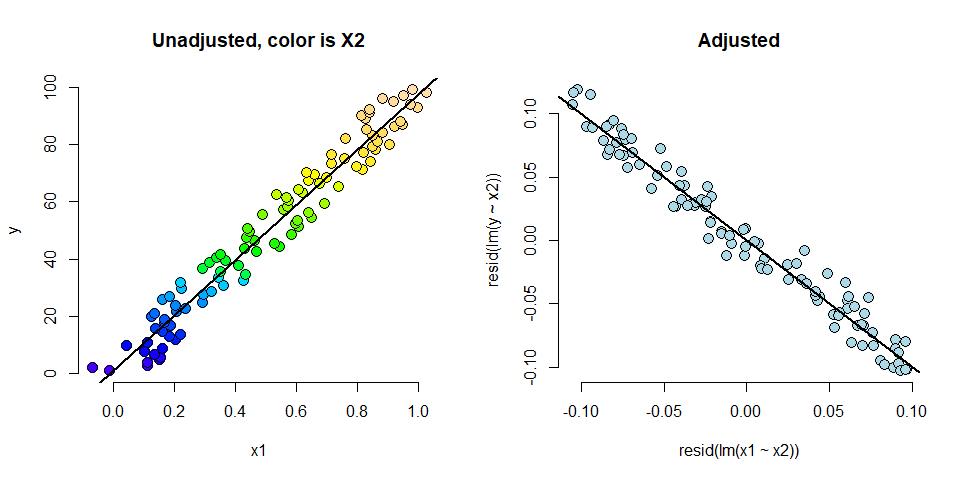 Unadjusted, color is X2
y
100
80
60
40
20
0
0.0 0.2 0.4 0.6 0.8 1.0
x1
Adjusted
resid(lm(y ~ x2))
0.10
0.05
0.00
-0.05
-0.10
-0.10 -0.05 0.00 0.05 0.10
resid(lm(x1 ~ x2))